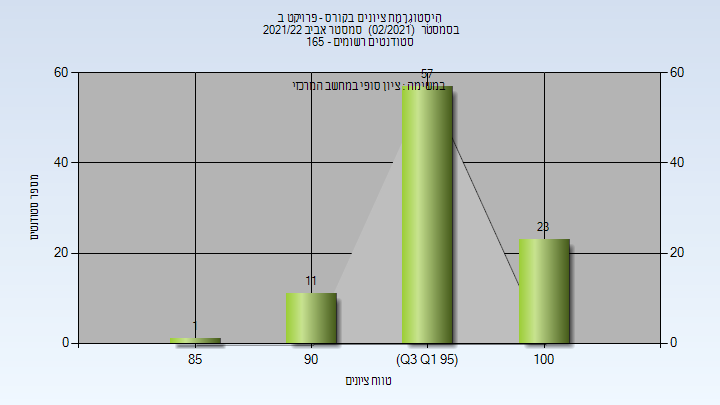 היסטוגרמת ציונים בקורס - פרויקט ב
בסמסטר (02/2021) סמסטר אביב 2021/22
סטודנטים רשומים - 165
במשימה : ציון סופי במחשב המרכזי
מספר סטודנטים
60
40
20
0
60
40
20
0
1
11
57
23
85
90
(Q3 Q1 95)
100
טווח ציונים